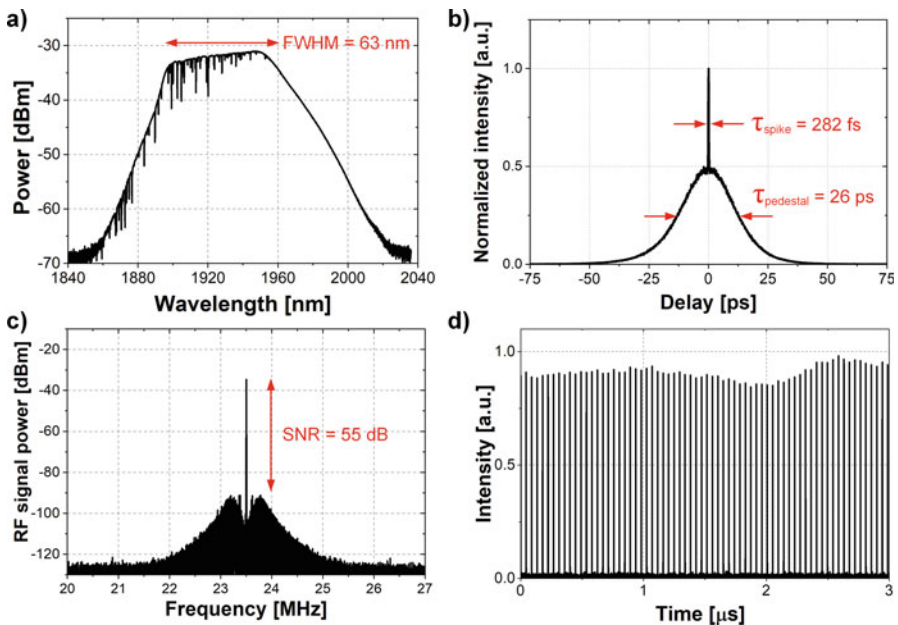 a)
FWHM = 63 nm
Power [dBm]
-30
-40
-50
-60
-70
1840 1880 1920 1960 2000 2040
Wavelength [nm]
b)
Normalized intensity [a.u.]
1.0
0.5
0.0
τspike = 282 fs
τpedestal = 26 ps
-75 -50 -25 0 25 50 75
Delay [ps]
c)
RF signal power [dBm]
-20
-40
-60
-80
-100
-120
SNR = 55 dB
20 21 22 23 24 25 26 27
Frequency [MHz]
d)
Intensity [a.u.]
1.0
0.5
0.0
0 1 2 3
Time [μs]